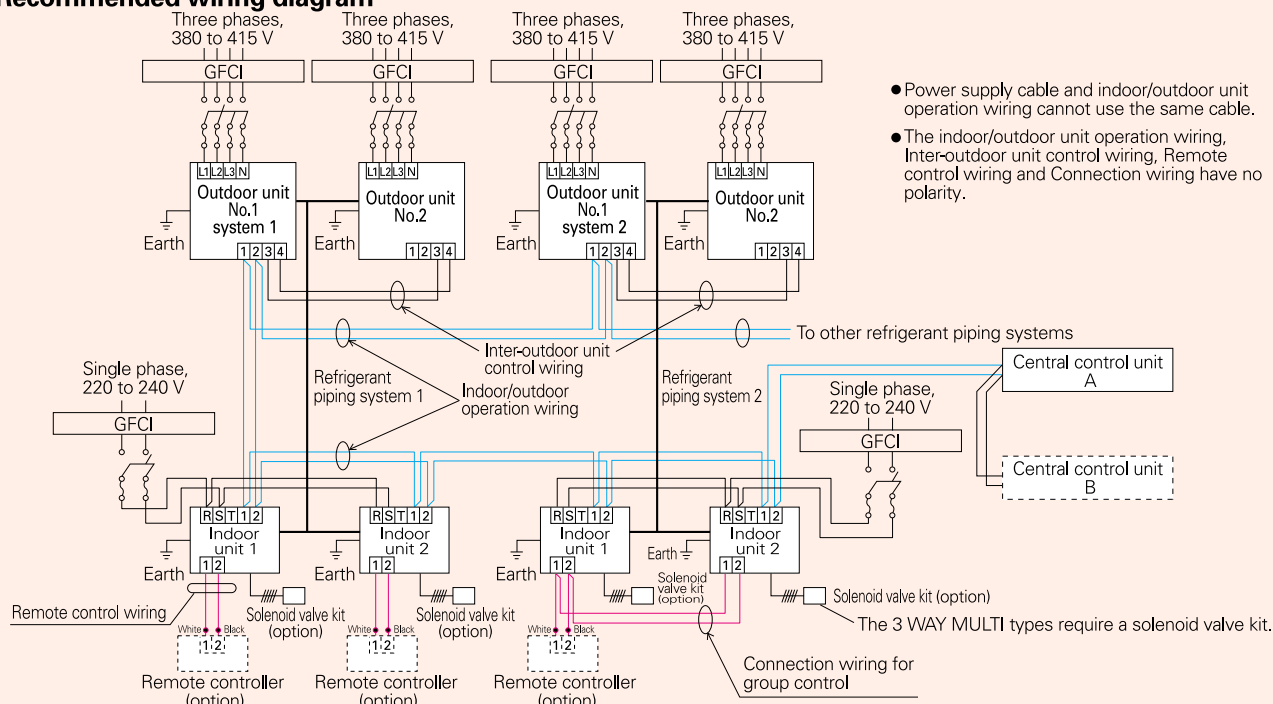 Recommended wiring diagram
Three phases,
380 to 415 V
Three phases,
380 to 415 V
Three phases,
380 to 415 V
Three phases,
380 to 415 V
GFCI
GFCI
GFCI
GFCI
● Power supply cable and indoor/outdoor unit
operation wiring cannot use the same cable.
● The indoor/outdoor unit operation wiring,
Inter-outdoor unit control wiring, Remote
control wiring and Connection wiring have no
polarity.
L1 L2 L3 N
L1 L2 L3 N
L1 L2 L3 N
L1 L2 L3 N
Outdoor unit
No.1
system 1
Outdoor unit
No.2
Outdoor unit
No.1
system 2
Outdoor unit
No.2
Earth
Earth
Earth
Earth
1 2 3 4
1 2 3 4
1 2 3 4
1 2 3 4
To other refrigerant piping systems
Inter-outdoor unit
control wiring
Refrigerant
piping system 1
Indoor/outdoor
operation wiring
Refrigerant
piping system 2
Single phase,
220 to 240 V
GFCI
Single phase,
220 to 240 V
GFCI
Central control unit
A
Central control unit
B
R S T 1 2
R S T 1 2
R S T 1 2
R S T 1 2
Indoor
unit 1
Indoor
unit 2
Indoor
unit 1
Indoor
unit 2
Earth
Earth
Earth
Earth
1 2
1 2
1 2
1 2
Remote control wiring
Solenoid valve kit
(option)
Solenoid valve kit
(option)
Solenoid
valve kit
(option)
Solenoid valve kit (option)
The 3 WAY MULTI types require a solenoid valve kit.
White
Black
White
Black
White
Black
1 2
1 2
1 2
Remote controller
(option)
Remote controller
(option)
Remote controller
(option)
Connection wiring for
group control